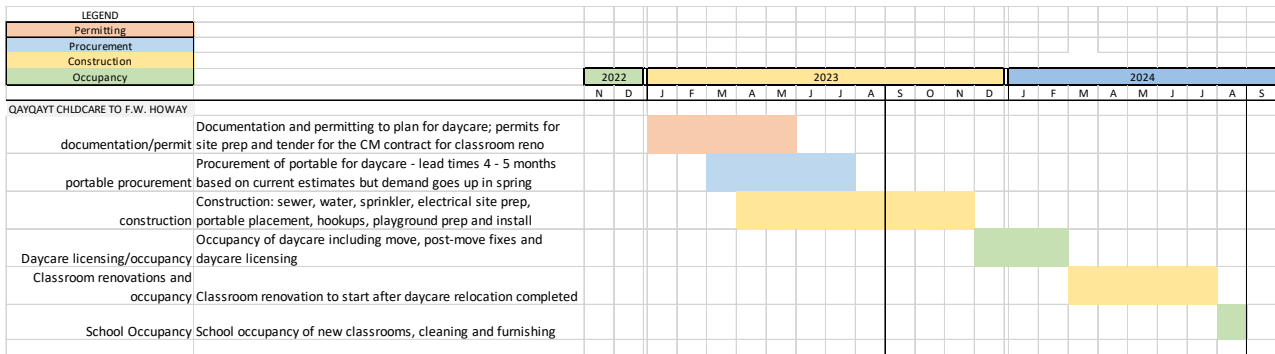 LEGEND
Permitting
Procurement
Construction
Occupancy
2022 2023 2024
N D J F M A M J J A S O N D J F M A M J J A S
QAYQAYT CHLDCARE TO F.W. HOWAY
documentation/permit
Documentation and permitting to plan for daycare; permits for
site prep and tender for the CM contract for classroom reno
portable procurement
Procurement of portable for daycare - lead times 4 - 5 months
based on current estimates but demand goes up in spring
construction
Construction: sewer, water, sprinkler, electrical site prep,
portable placement, hookups, playground prep and install
Daycare licensing/occupancy
Occupancy of daycare including move, post-move fixes and
daycare licensing
Classroom renovations and
occupancy
Classroom renovation to start after daycare relocation completed
School Occupancy
School occupancy of new classrooms, cleaning and furnishing